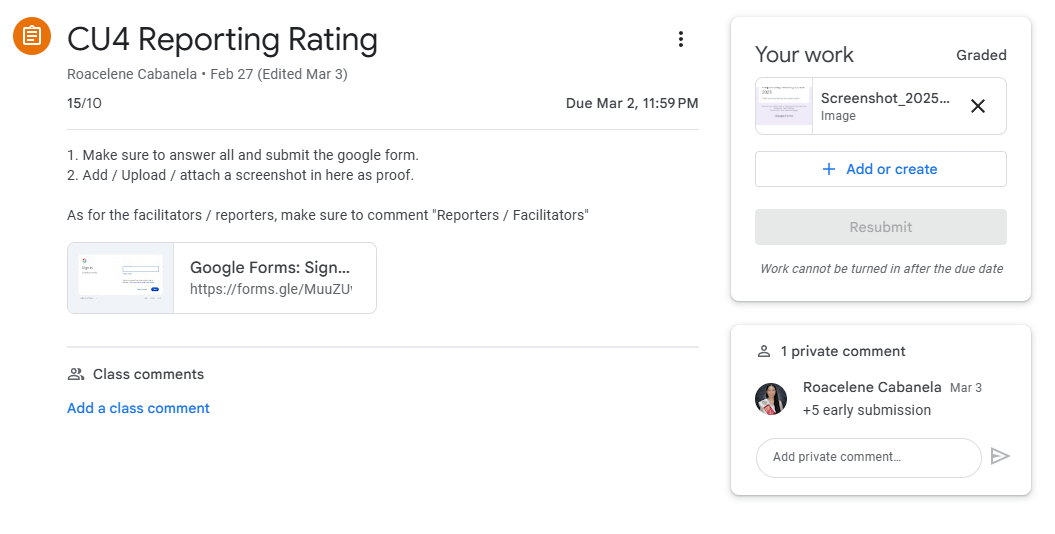 CU4 Reporting Rating
Roacelene Cabanela • Feb 27 (Edited Mar 3)
15/10
Due Mar 2, 11:59 PM
1. Make sure to answer all and submit the google form.
2. Add / Upload / attach a screenshot in here as proof.
As for the facilitators / reporters, make sure to comment "Reporters / Facilitators"
Google Forms: Sign...
https://forms.gle/MuuZU
Class comments
Add a class comment
Your work
Graded
Screenshot_2025...
Image
Add or create
Resubmit
Work cannot be turned in after the due date
1 private comment
Roacelene Cabanela Mar 3
+5 early submission
Add private comment...